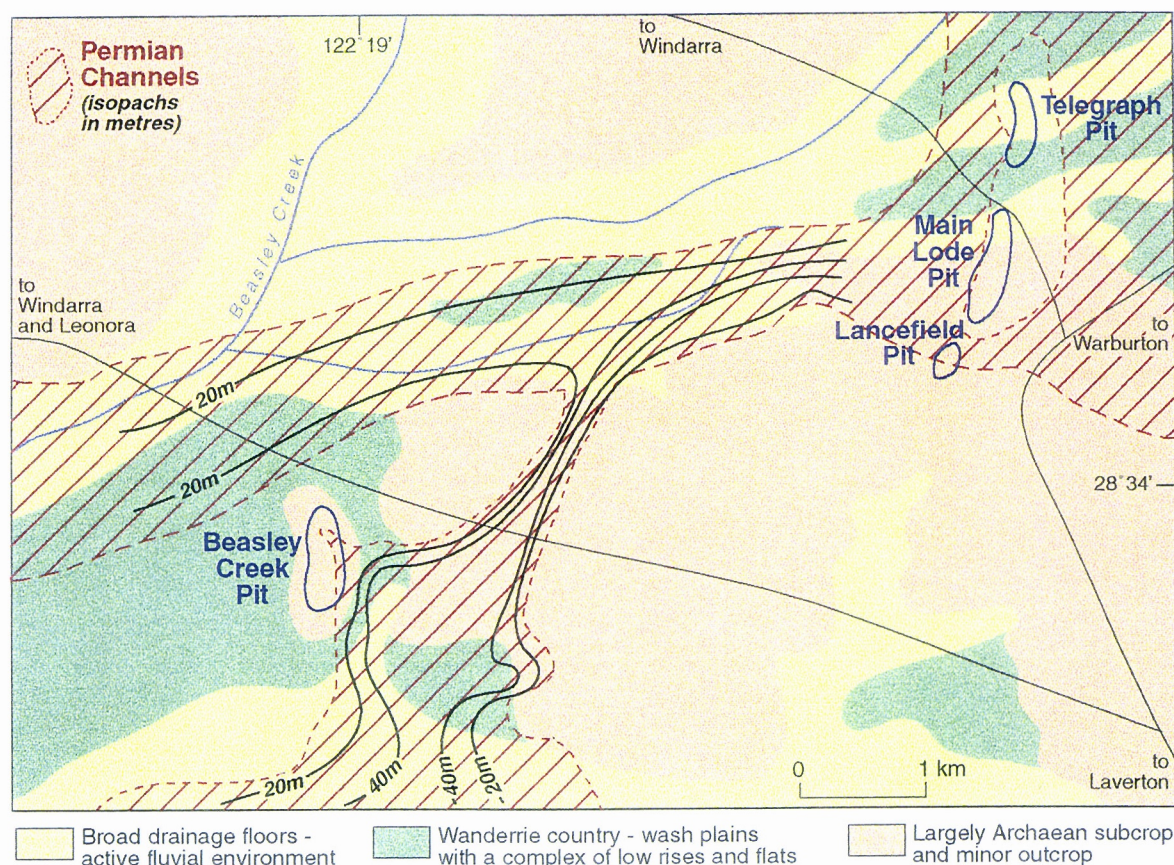 Permian
Channels
(isopachs
in metres)
122°19'
to
Windarra
Telegraph
Pit
Beasley Creek
Main
Lode
Pit
to
Windarra
and Leonora
Lancefield
Pit
to
Warburton
20m
20m
28°34'
Beasley
Creek
Pit
20m
40m
40m
20m
0 1 km
to
Laverton
Broad drainage floors -
active fluvial environment
Wanderrie country - wash plains
with a complex of low rises and flats
Largely Archaean subcrop
and minor outcrop